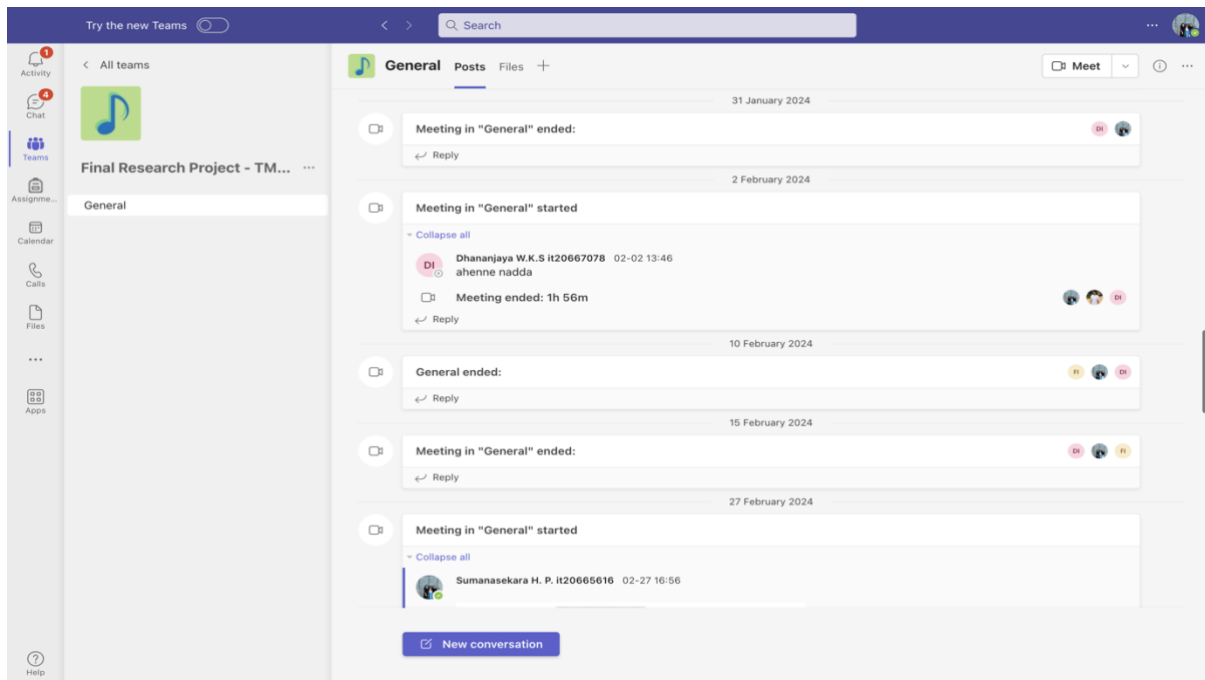 Try the new Teams
Search
1
Activity
4
Chat
Teams
Assignme...
Calendar
Calls
Files
Apps
Help
All teams
Final Research Project - TM...
General
General Posts Files
Meet
31 January 2024
Meeting in "General" ended:
DI
Reply
2 February 2024
Meeting in "General" started
Collapse all
DI
Dhananjaya W.K.S it20667078 02-02 13:46
ahenne nadda
Meeting ended: 1h 56m
DI
Reply
10 February 2024
General ended:
FI DI
Reply
15 February 2024
Meeting in "General" ended:
DI FI
Reply
27 February 2024
Meeting in "General" started
Collapse all
Sumanasekara H. P. it20665616 02-27 16:56
New conversation